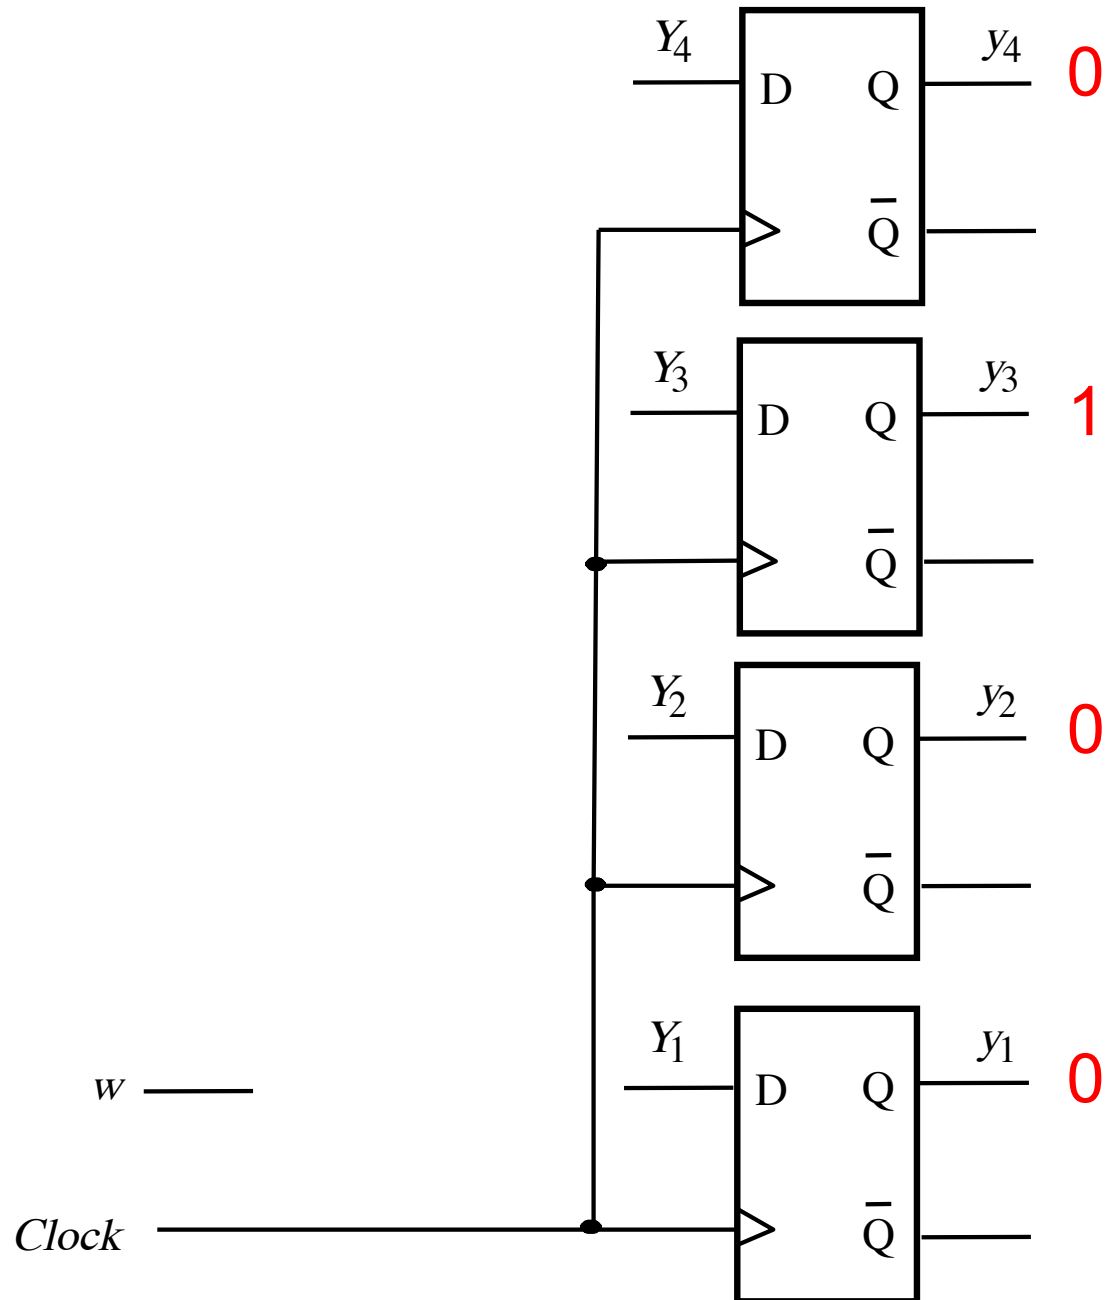 Y4 y4 0
D Q
Q̅
Y3 y3 1
D Q
Q̅
Y2 y2 0
D Q
Q̅
Y1 y1 0
w D Q
Clock Q̅